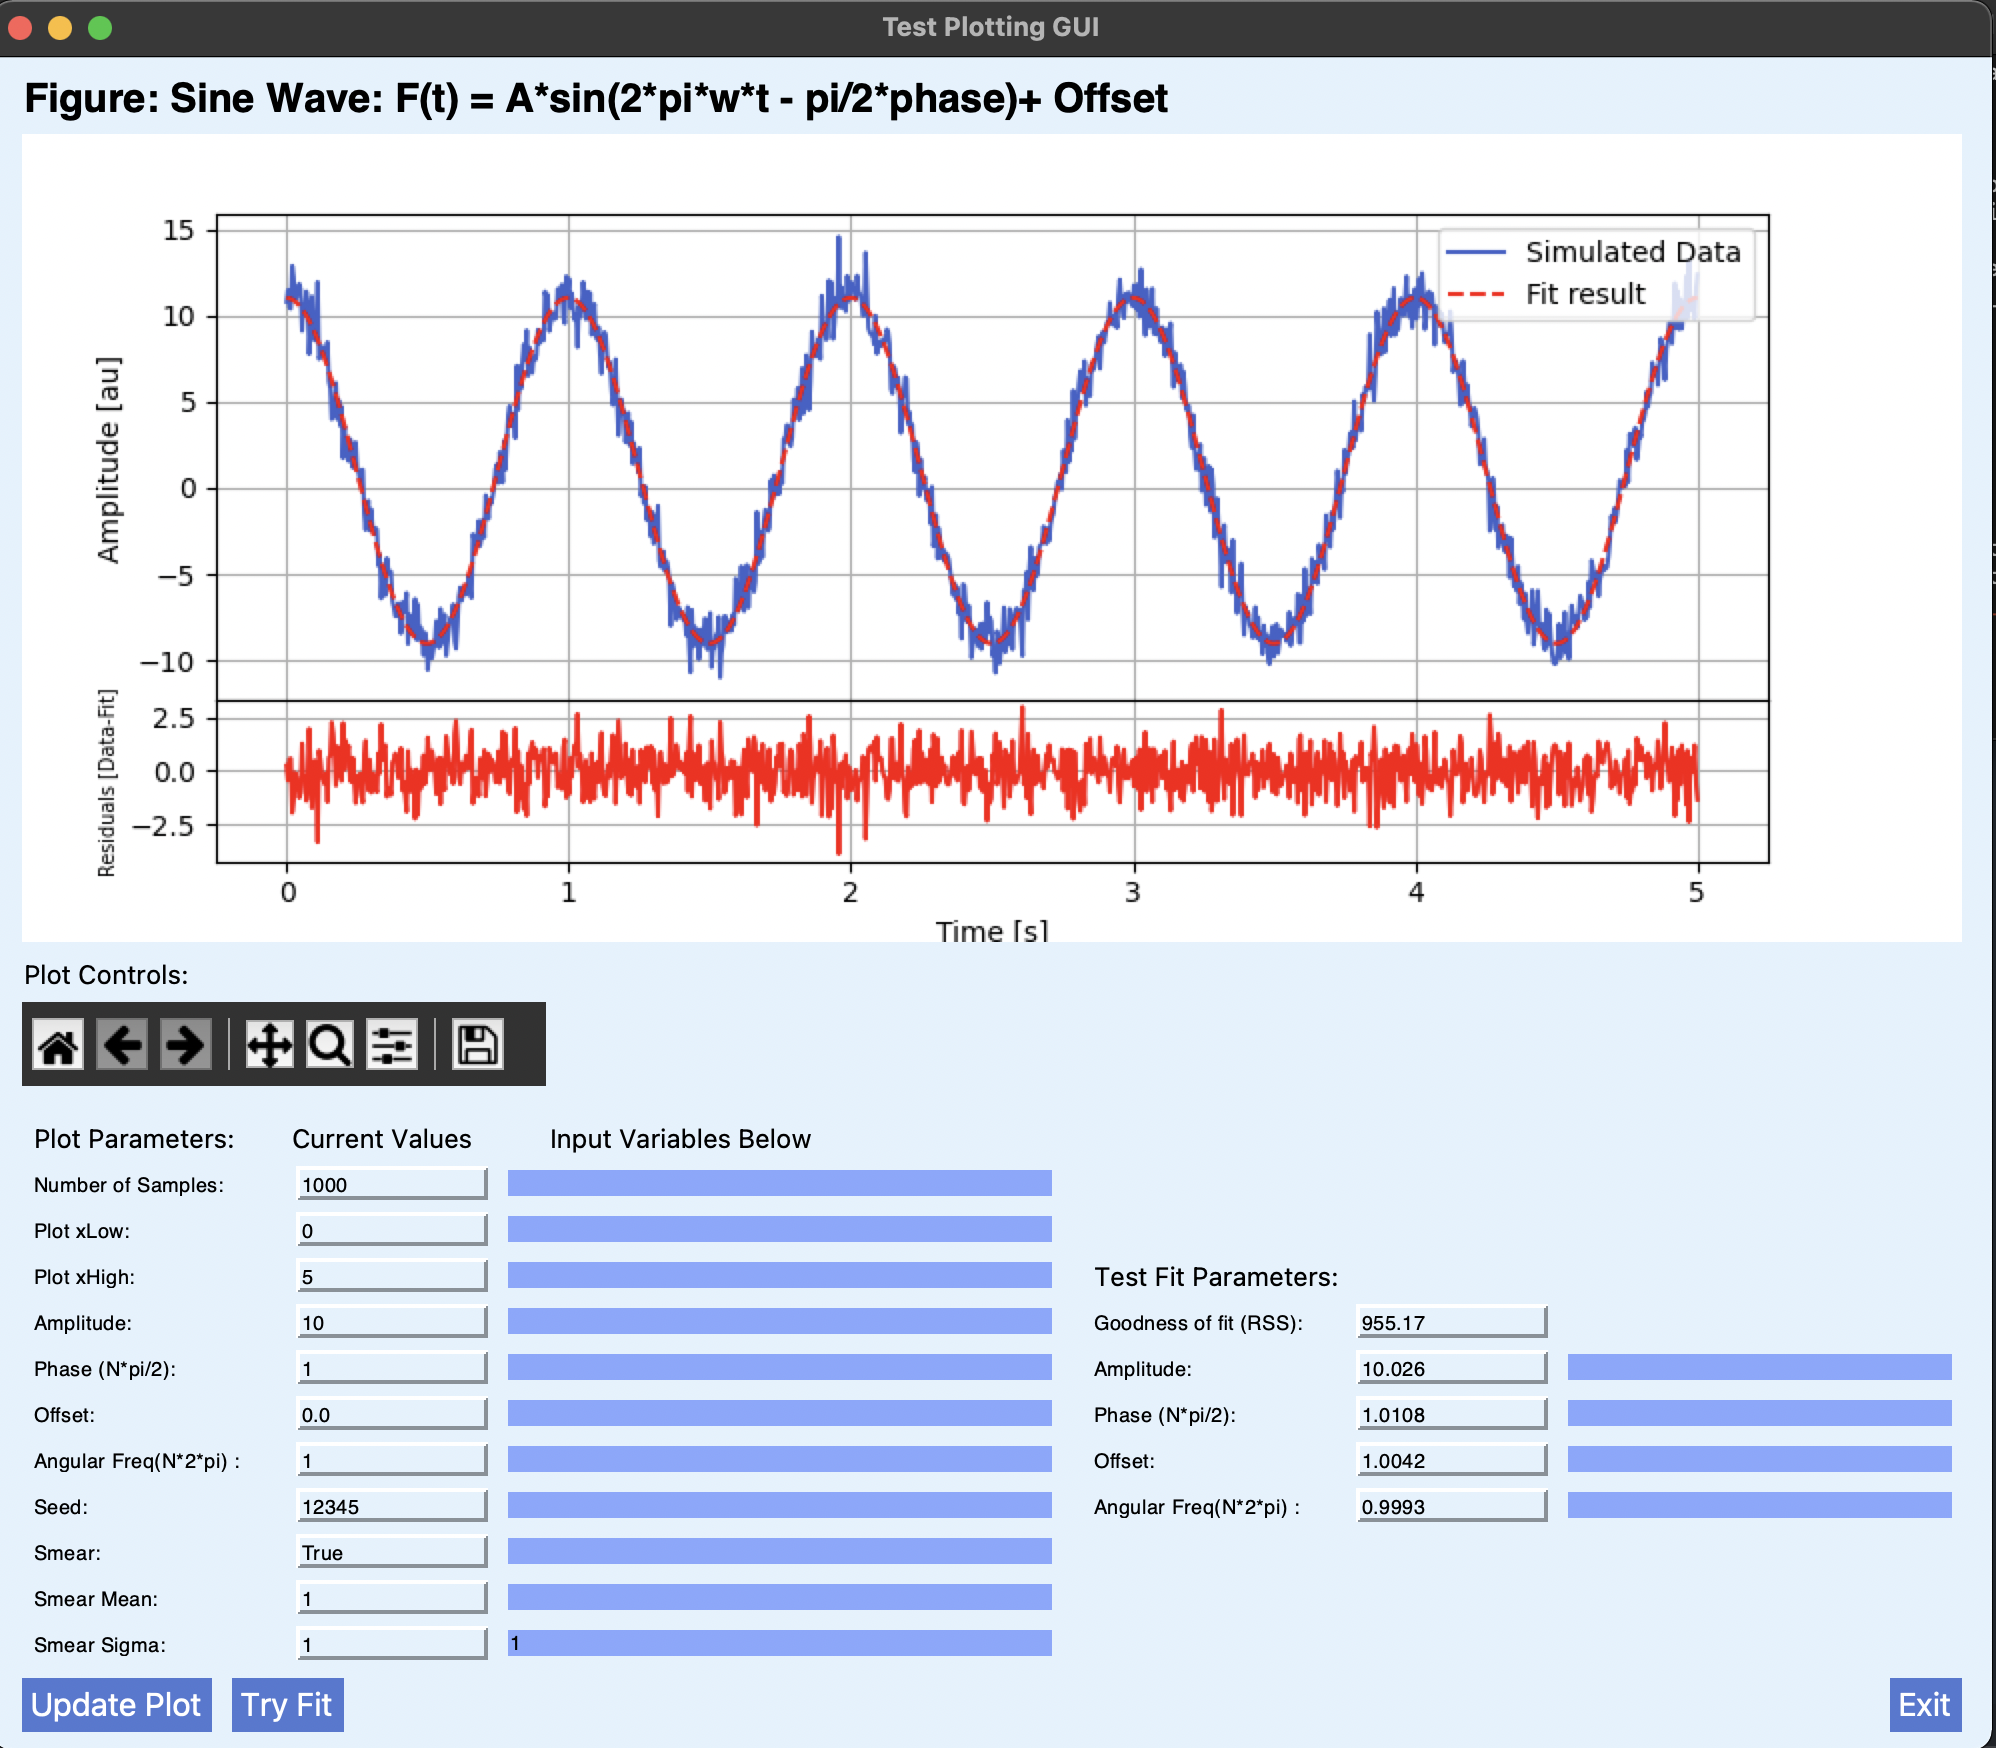 Test Plotting GUI
Figure: Sine Wave: F(t) = A*sin(2*pi*w*t - pi/2*phase)+ Offset
15
10
5
0
−5
−10
Amplitude [au]
Simulated Data
Fit result
2.5
0.0
−2.5
Residuals [Data-Fit]
0 1 2 3 4 5
Time [s]
Plot Controls:
Plot Parameters: Current Values Input Variables Below
Number of Samples: 1000
Plot xLow: 0
Plot xHigh: 5
Amplitude: 10
Phase (N*pi/2): 1
Offset: 0.0
Angular Freq(N*2*pi) : 1
Seed: 12345
Smear: True
Smear Mean: 1
Smear Sigma: 1 1
Test Fit Parameters:
Goodness of fit (RSS): 955.17
Amplitude: 10.026
Phase (N*pi/2): 1.0108
Offset: 1.0042
Angular Freq(N*2*pi) : 0.9993
Update Plot Try Fit Exit